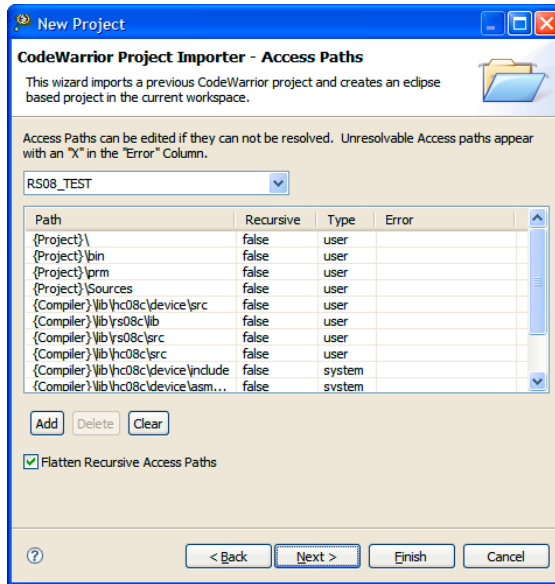 New Project
CodeWarrior Project Importer - Access Paths
This wizard imports a previous CodeWarrior project and creates an eclipse
based project in the current workspace.
Access Paths can be edited if they can not be resolved.  Unresolvable Access paths appear
with an "X" in the "Error" Column.
RS08_TEST
Path Recursive Type Error
{Project}\ false user
{Project}\bin false user
{Project}\prm false user
{Project}\Sources false user
{Compiler}\lib\hc08c\device\src false user
{Compiler}\lib\rs08c\lib false user
{Compiler}\lib\rs08c\src false user
{Compiler}\lib\hc08c\src false user
{Compiler}\lib\hc08c\device\include false system
{Compiler}\lib\hc08c\device\asm... false system
Add Delete Clear
Flatten Recursive Access Paths
? < Back Next > Finish Cancel